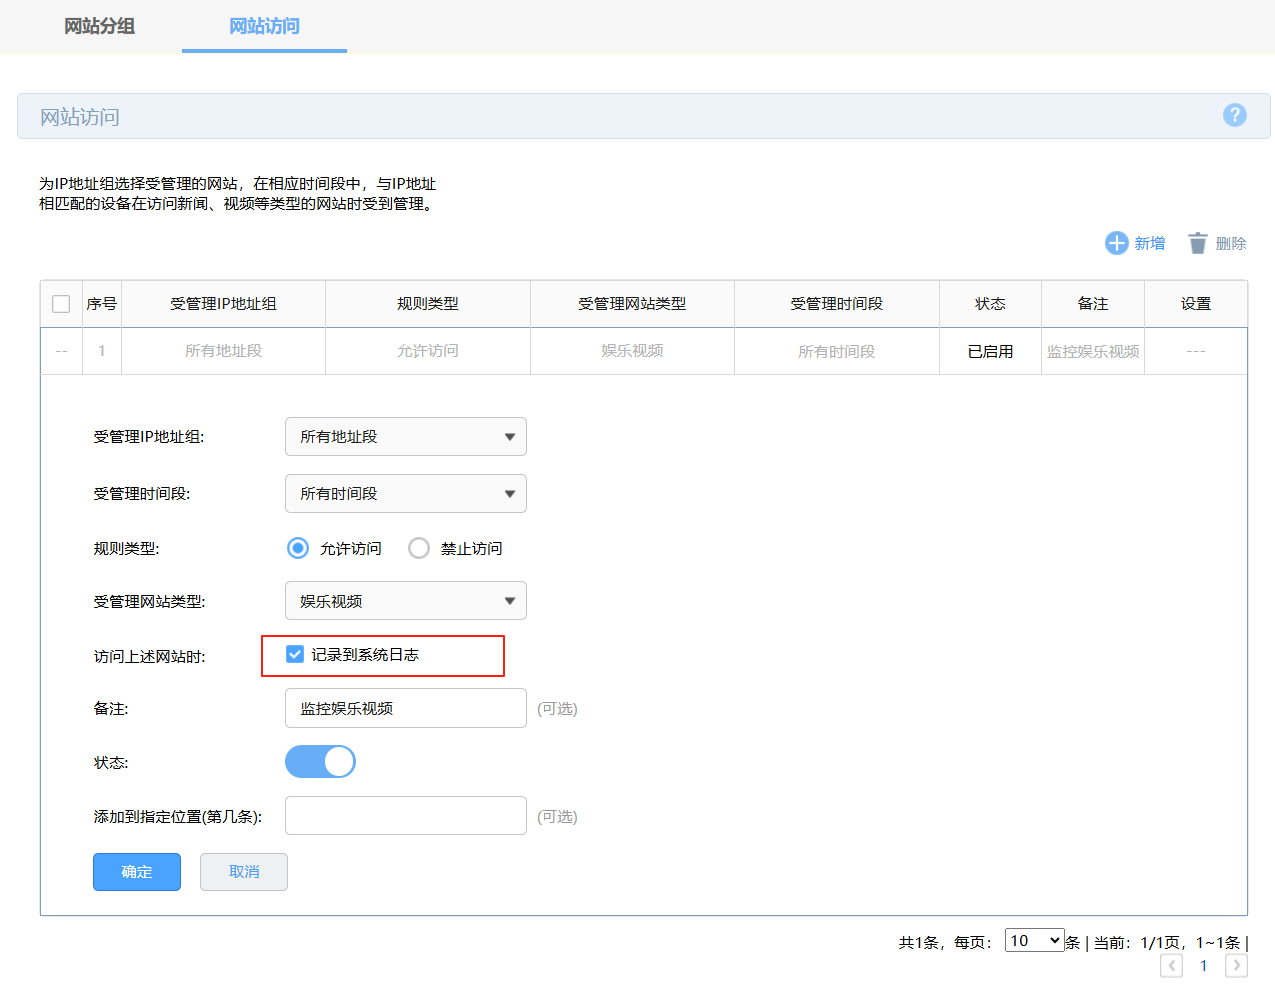 网站分组 网站访问
网站访问 ?
为IP地址组选择受管理的网站，在相应时间段中，与IP地址
相匹配的设备在访问新闻、视频等类型的网站时受到管理。
新增 删除
序号 受管理IP地址组 规则类型 受管理网站类型 受管理时间段 状态 备注 设置
-- 1 所有地址段 允许访问 娱乐视频 所有时间段 已启用 监控娱乐视频 ---
受管理IP地址组: 所有地址段
受管理时间段: 所有时间段
规则类型: 允许访问 禁止访问
受管理网站类型: 娱乐视频
访问上述网站时: 记录到系统日志
备注: 监控娱乐视频 (可选)
状态:
添加到指定位置(第几条): (可选)
确定 取消
共1条，每页： 10 条 | 当前：1/1页，1~1条 |
1